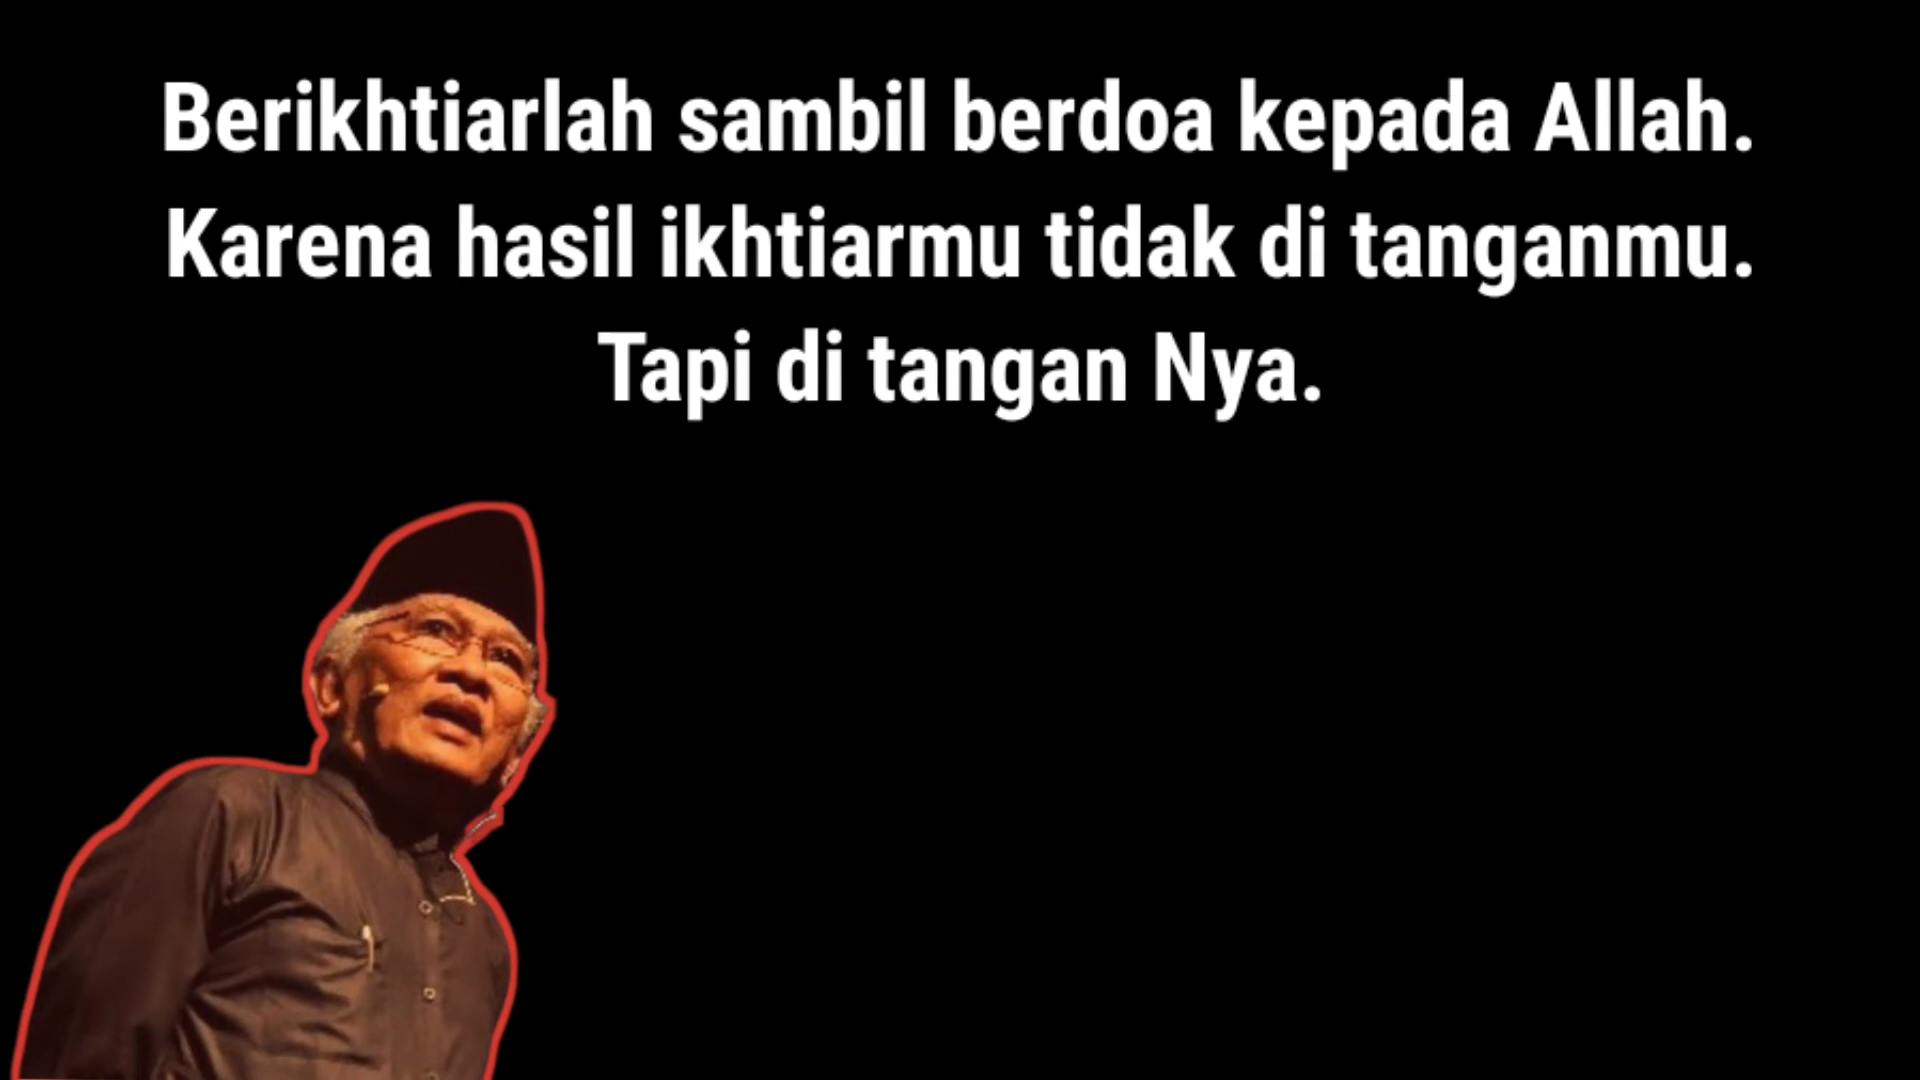 Berikhtiarlah sambil berdoa kepada Allah.
Karena hasil ikhtiarmu tidak di tanganmu.
Tapi di tangan Nya.